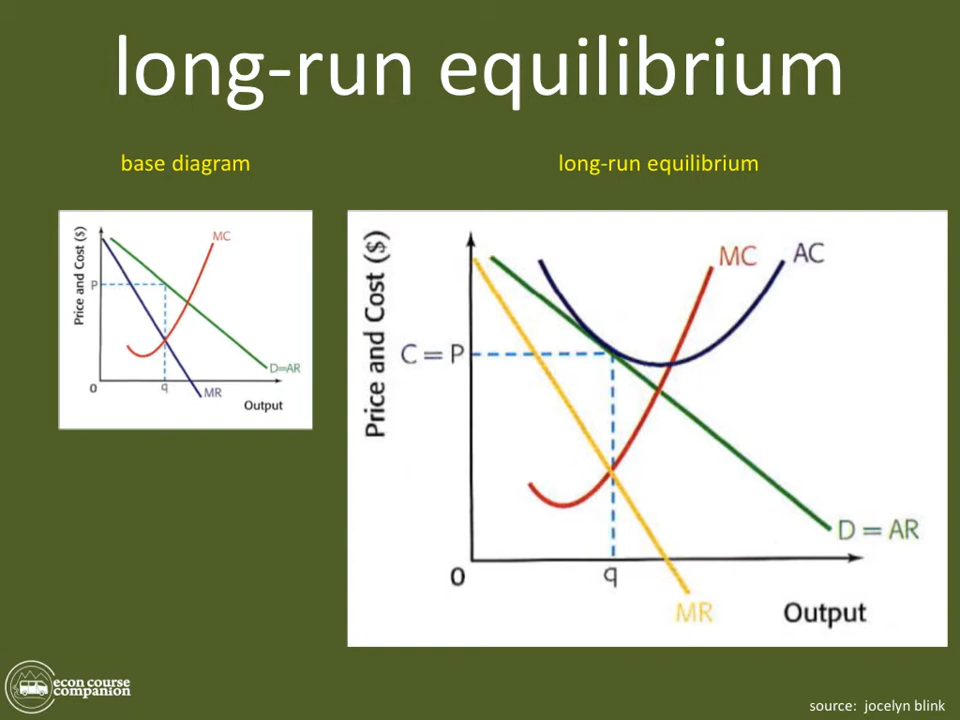 long-run equilibrium
base diagram
long-run equilibrium
Price and Cost ($)
MC
P
D=AR
0
q
MR
Output
Price and Cost ($)
MC
AC
C = P
D = AR
0
q
MR
Output
econ course
companion
source: jocelyn blink